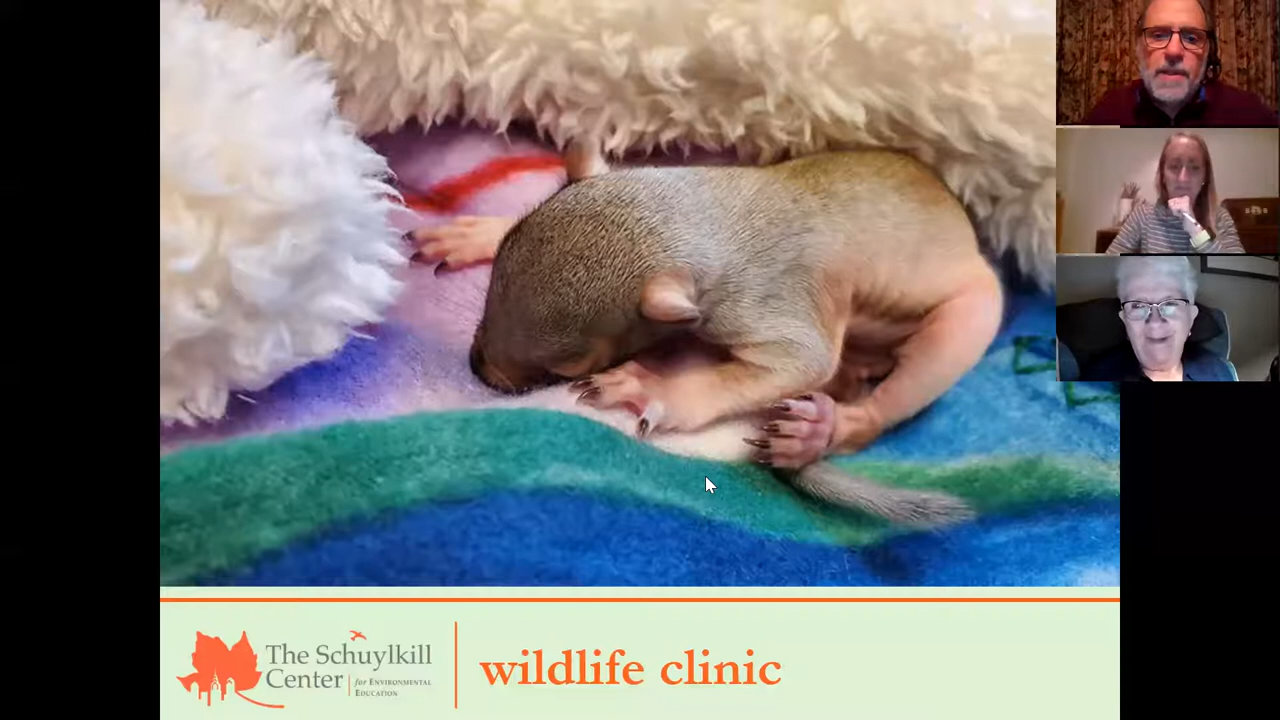 The Schuylkill
Center
for Environmental
Education
wildlife clinic